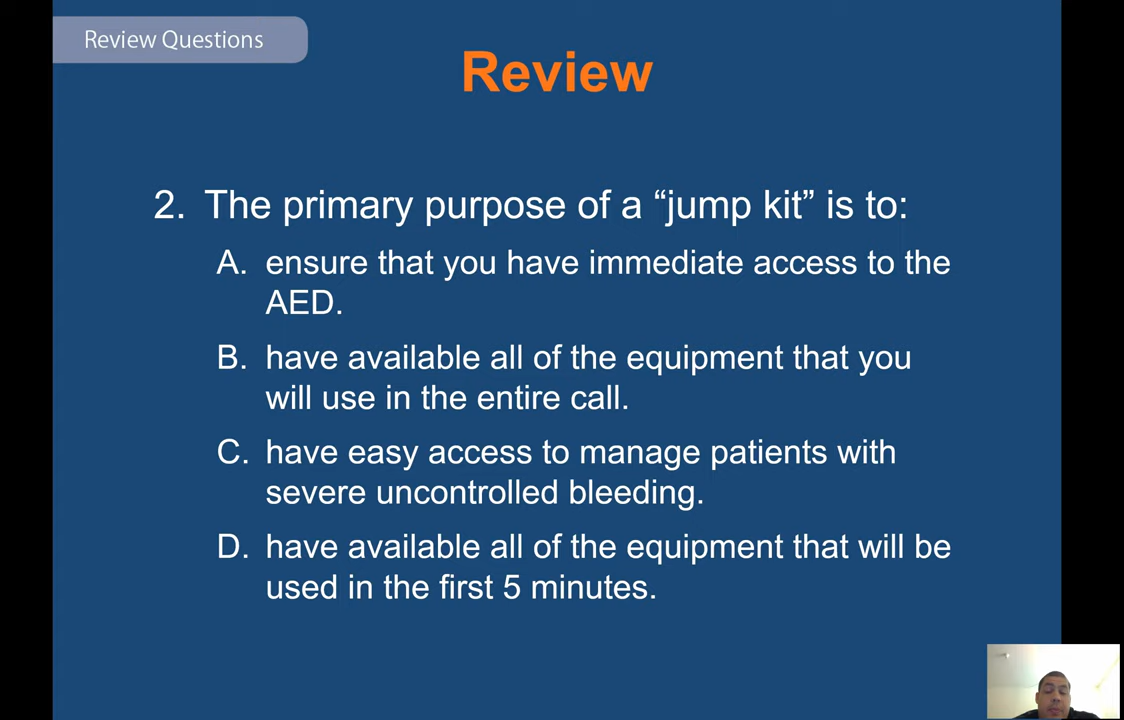 Review Questions
Review
2. The primary purpose of a “jump kit” is to:
A. ensure that you have immediate access to the
AED.
B. have available all of the equipment that you
will use in the entire call.
C. have easy access to manage patients with
severe uncontrolled bleeding.
D. have available all of the equipment that will be
used in the first 5 minutes.